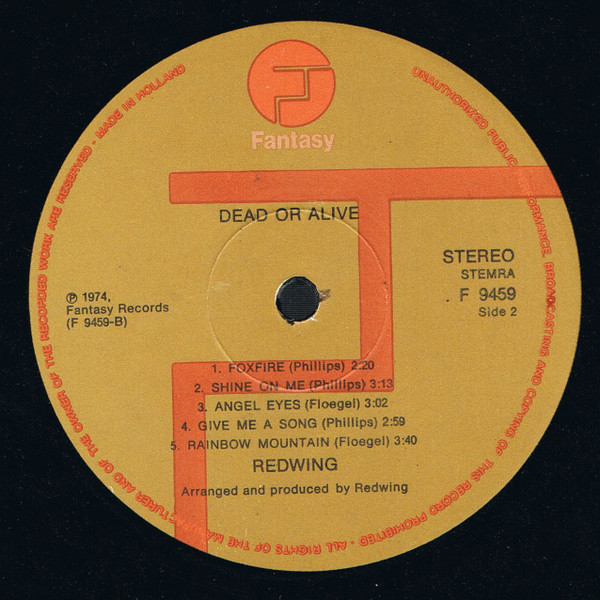 Fantasy
DEAD OR ALIVE
STEREO
STEMRA
F 9459
Side 2
℗ 1974,
Fantasy Records
(F 9459-B)
1. FOXFIRE (Phillips) 2:20
2. SHINE ON ME (Phillips) 3:13
3. ANGEL EYES (Floegel) 3:02
4. GIVE ME A SONG (Phillips) 2:59
5. RAINBOW MOUNTAIN (Floegel) 3:40
REDWING
Arranged and produced by Redwing
UNAUTHORIZED PUBLIC PERFORMANCE, BROADCASTING AND COPYING OF THIS RECORD PROHIBITED - ALL RIGHTS OF THE MANUFACTURER AND OF THE OWNER OF THE RECORDED WORK ARE RESERVED - MADE IN HOLLAND